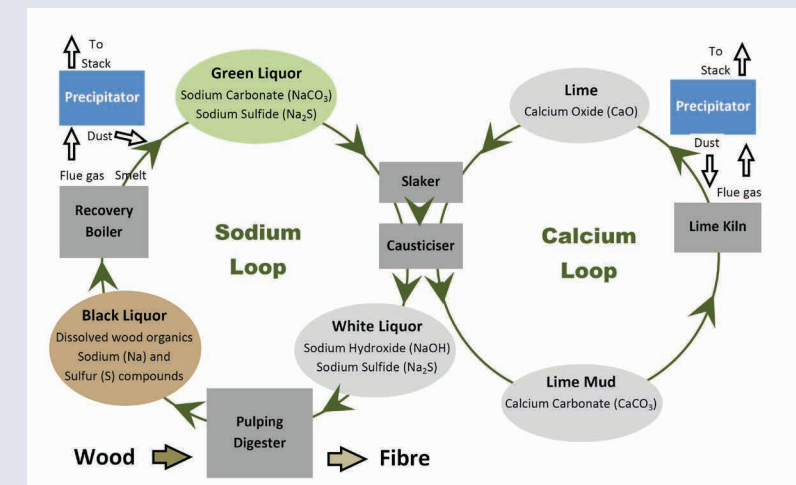 To
Stack
Precipitator
Dust
Flue gas Smelt
Recovery
Boiler
Green Liquor
Sodium Carbonate (NaCO₃)
Sodium Sulfide (Na₂S)
Sodium
Loop
Black Liquor
Dissolved wood organics
Sodium (Na) and
Sulfur (S) compounds
Slaker
Causticiser
White Liquor
Sodium Hydroxide (NaOH)
Sodium Sulfide (Na₂S)
Pulping
Digester
Wood
Fibre
Lime
Calcium Oxide (CaO)
To
Stack
Precipitator
Dust
Flue gas
Lime Kiln
Calcium
Loop
Lime Mud
Calcium Carbonate (CaCO₃)